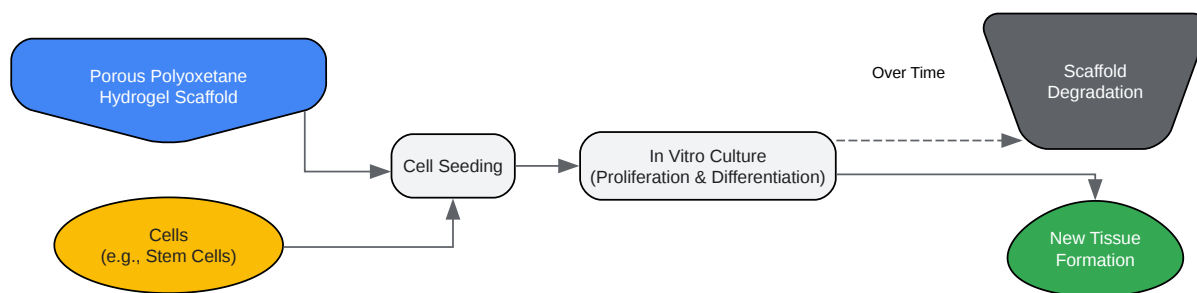 Porous Polyoxetane
Hydrogel Scaffold
Cells
(e.g., Stem Cells)
Cell Seeding
In Vitro Culture
(Proliferation & Differentiation)
Over Time
Scaffold
Degradation
New Tissue
Formation